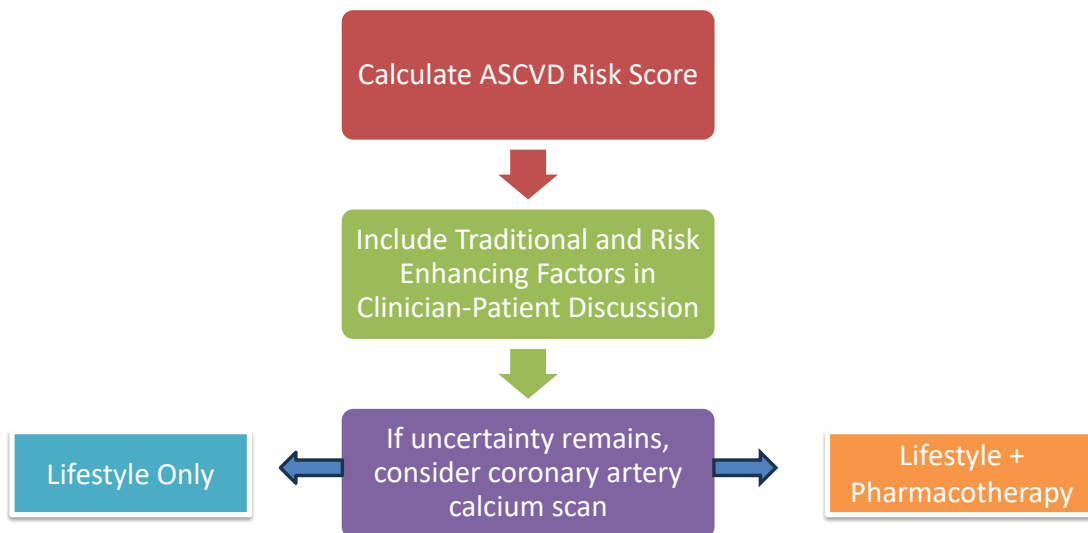 Calculate ASCVD Risk Score
Include Traditional and Risk
Enhancing Factors in
Clinician-Patient Discussion
Lifestyle Only
If uncertainty remains,
consider coronary artery
calcium scan
Lifestyle +
Pharmacotherapy